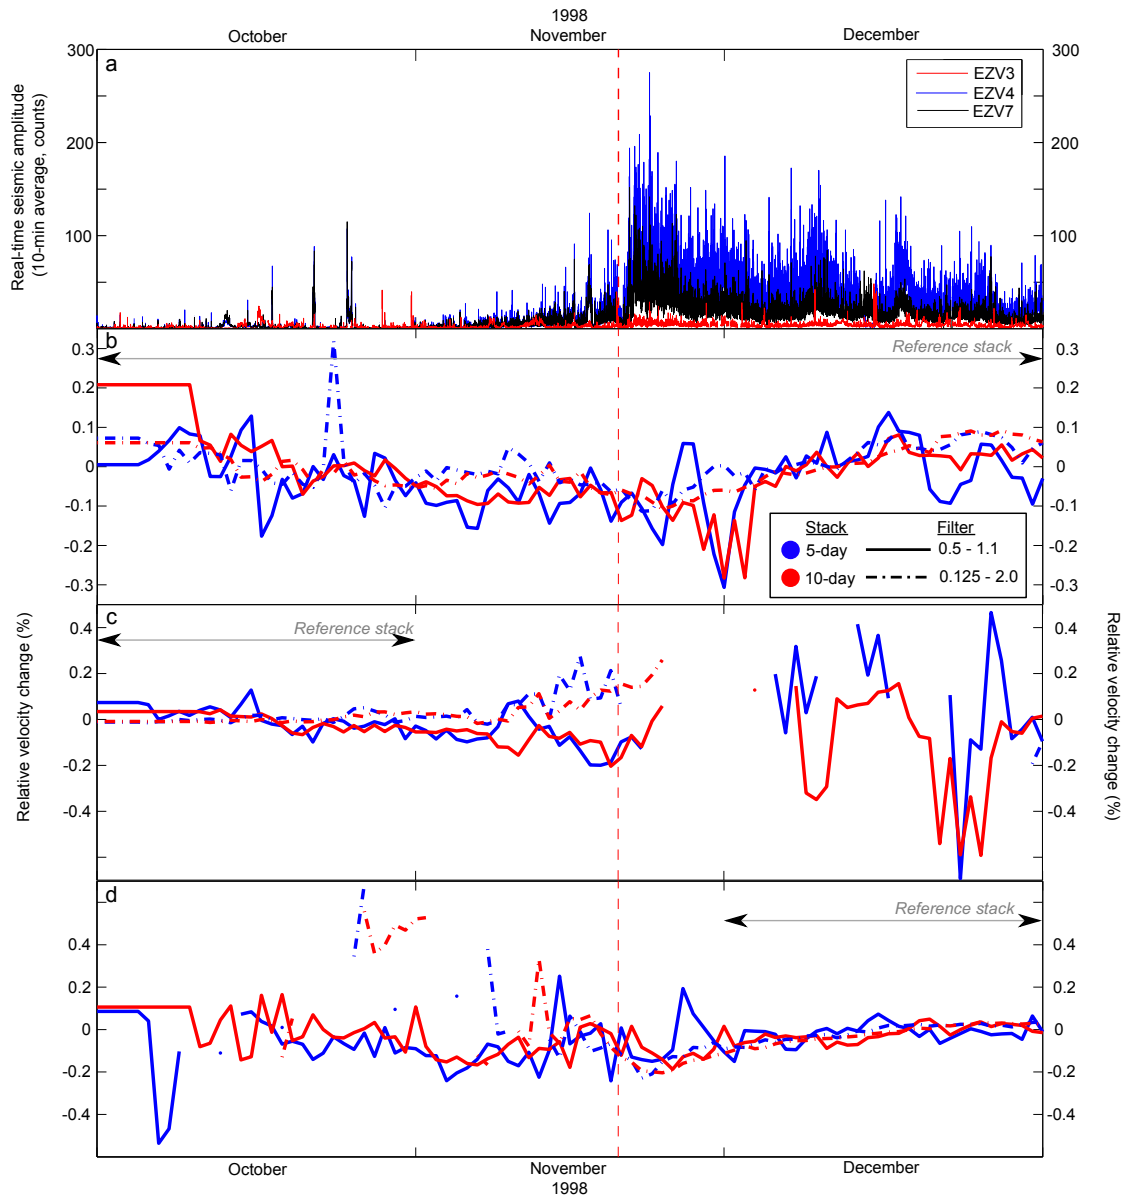 1998
October November December
a
300
200
100
300
200
100
Real-time seismic amplitude
(10-min average, counts)
EZV3
EZV4
EZV7
b
Reference stack
0.3
0.2
0.1
0
-0.1
-0.2
-0.3
0.3
0.2
0.1
0
-0.1
-0.2
-0.3
Stack Filter
5-day 0.5 - 1.1
10-day 0.125 - 2.0
c
Reference stack
0.4
0.2
0
-0.2
-0.4
0.4
0.2
0
-0.2
-0.4
Relative velocity change (%)
Relative velocity change (%)
d
Reference stack
0.4
0.2
0
-0.2
-0.4
0.4
0.2
0
-0.2
-0.4
October November December
1998